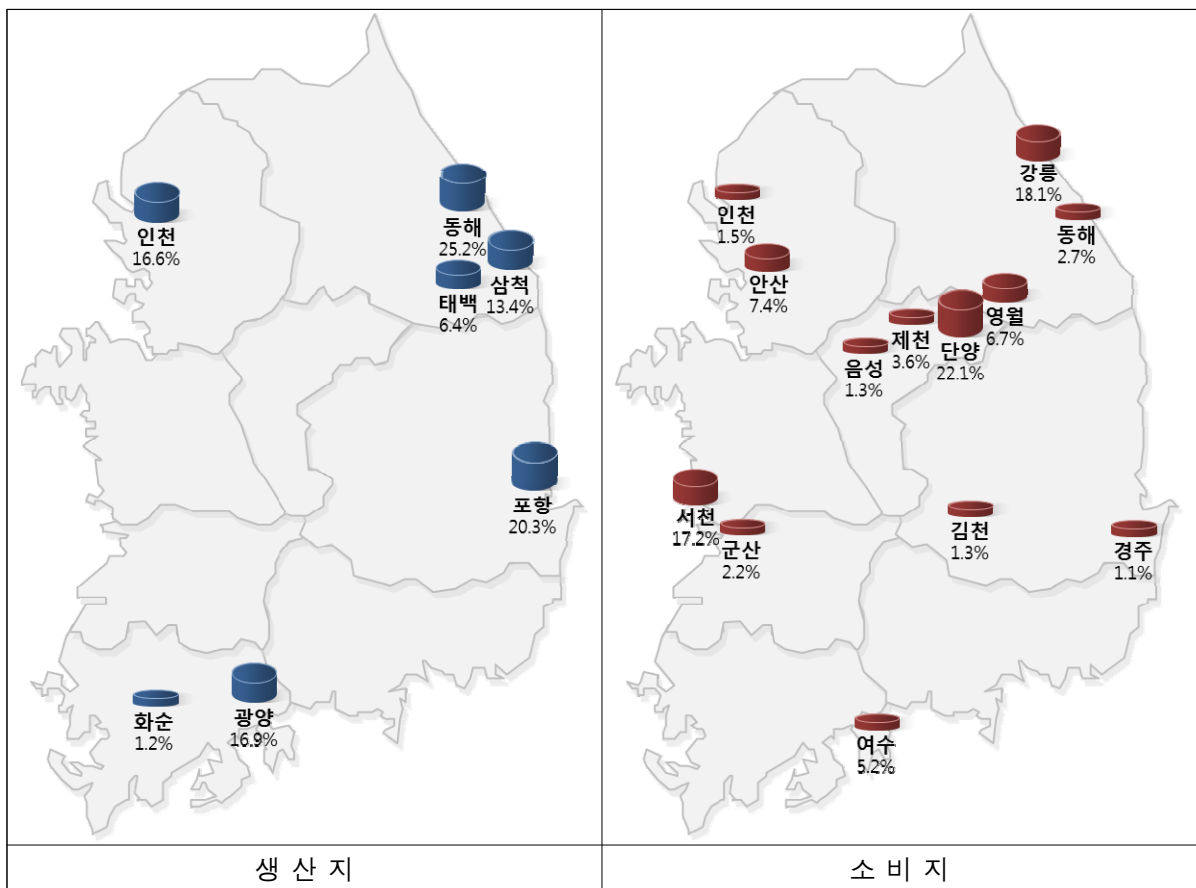 인천
16.6%
동해
25.2%
삼척
13.4%
태백
6.4%
포항
20.3%
화순
1.2%
광양
16.9%
생 산 지
강릉
18.1%
인천
1.5%
동해
2.7%
안산
7.4%
영월
6.7%
제천
3.6%
단양
22.1%
음성
1.3%
서천
17.2%
군산
2.2%
김천
1.3%
경주
1.1%
여수
5.2%
소 비 지